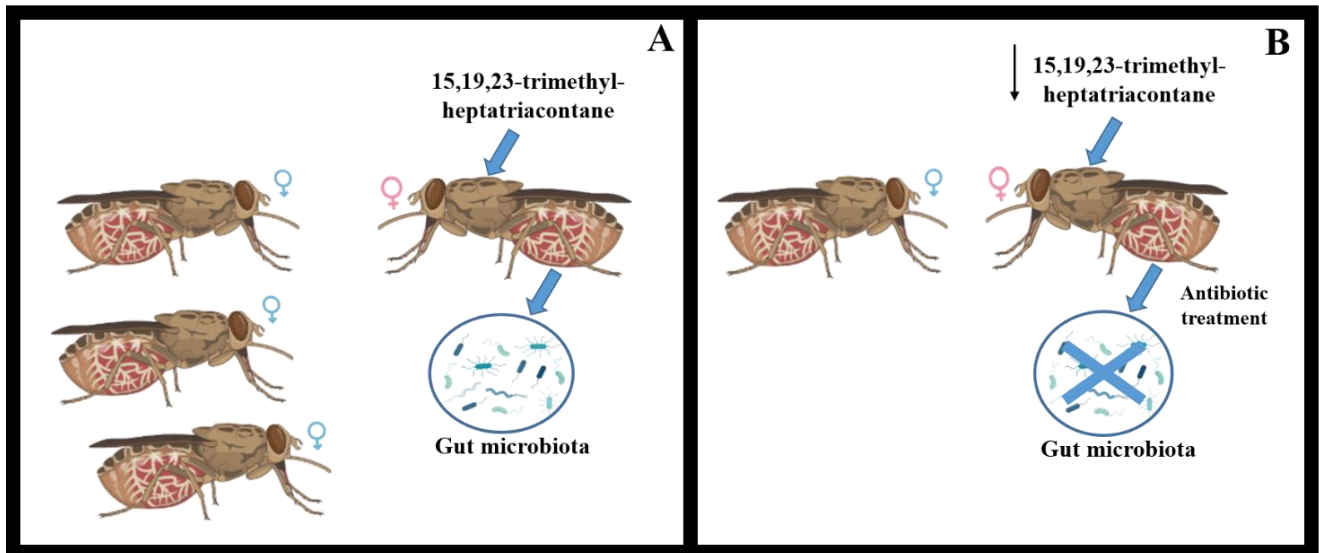 A
15,19,23-trimethyl-
heptatriacontane
Gut microbiota
B
15,19,23-trimethyl-
heptatriacontane
Antibiotic
treatment
Gut microbiota